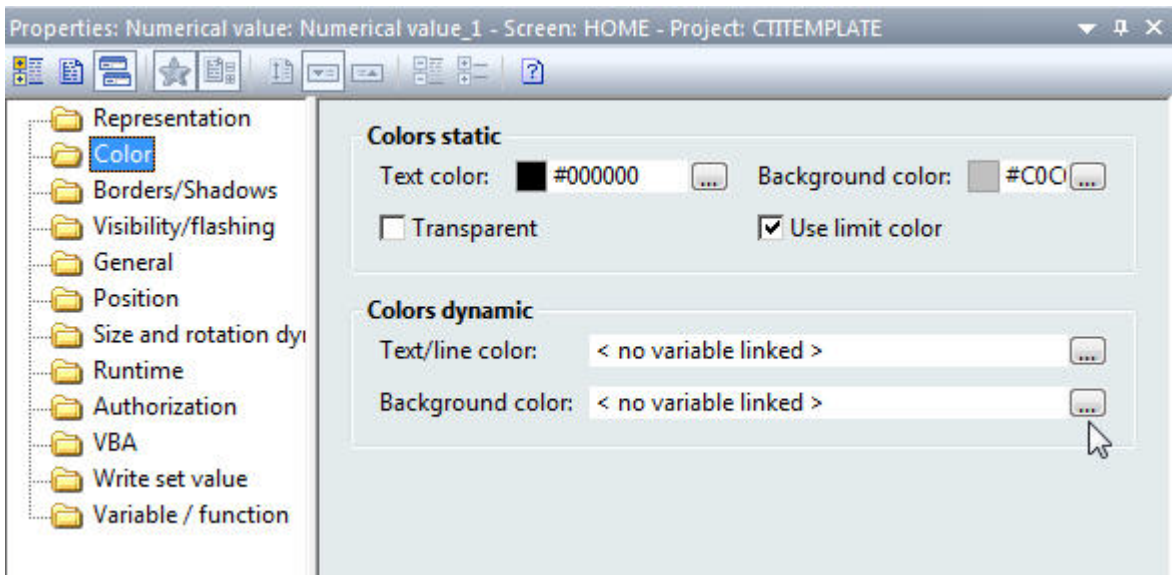 Properties: Numerical value: Numerical value_1 - Screen: HOME - Project: CTITEMPLATE
Representation
Color
Borders/Shadows
Visibility/flashing
General
Position
Size and rotation dyn
Runtime
Authorization
VBA
Write set value
Variable / function
Colors static
Text color: #000000 ... Background color: #C0C0 ...
Transparent Use limit color
Colors dynamic
Text/line color: < no variable linked > ...
Background color: < no variable linked > ...